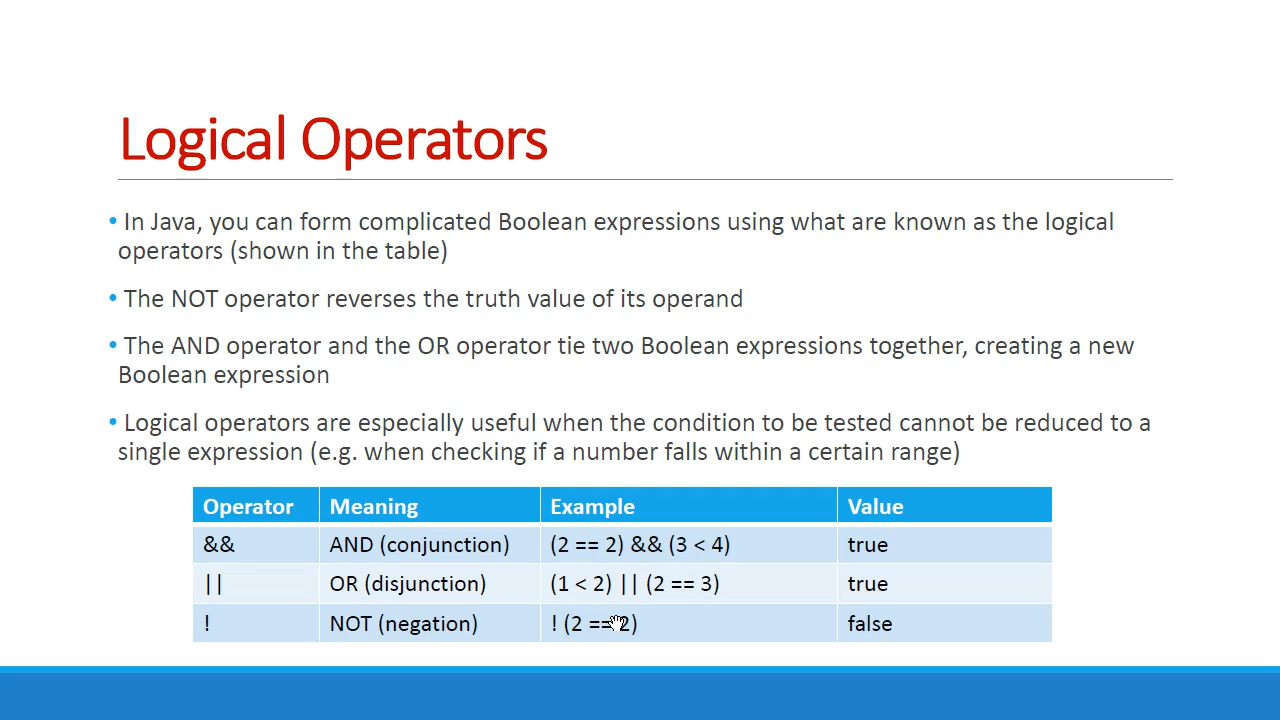 Logical Operators
• In Java, you can form complicated Boolean expressions using what are known as the logical
operators (shown in the table)
• The NOT operator reverses the truth value of its operand
• The AND operator and the OR operator tie two Boolean expressions together, creating a new
Boolean expression
• Logical operators are especially useful when the condition to be tested cannot be reduced to a
single expression (e.g. when checking if a number falls within a certain range)
Operator Meaning Example Value
&& AND (conjunction) (2 == 2) && (3 < 4) true
|| OR (disjunction) (1 < 2) || (2 == 3) true
! NOT (negation) ! (2 == 2) false